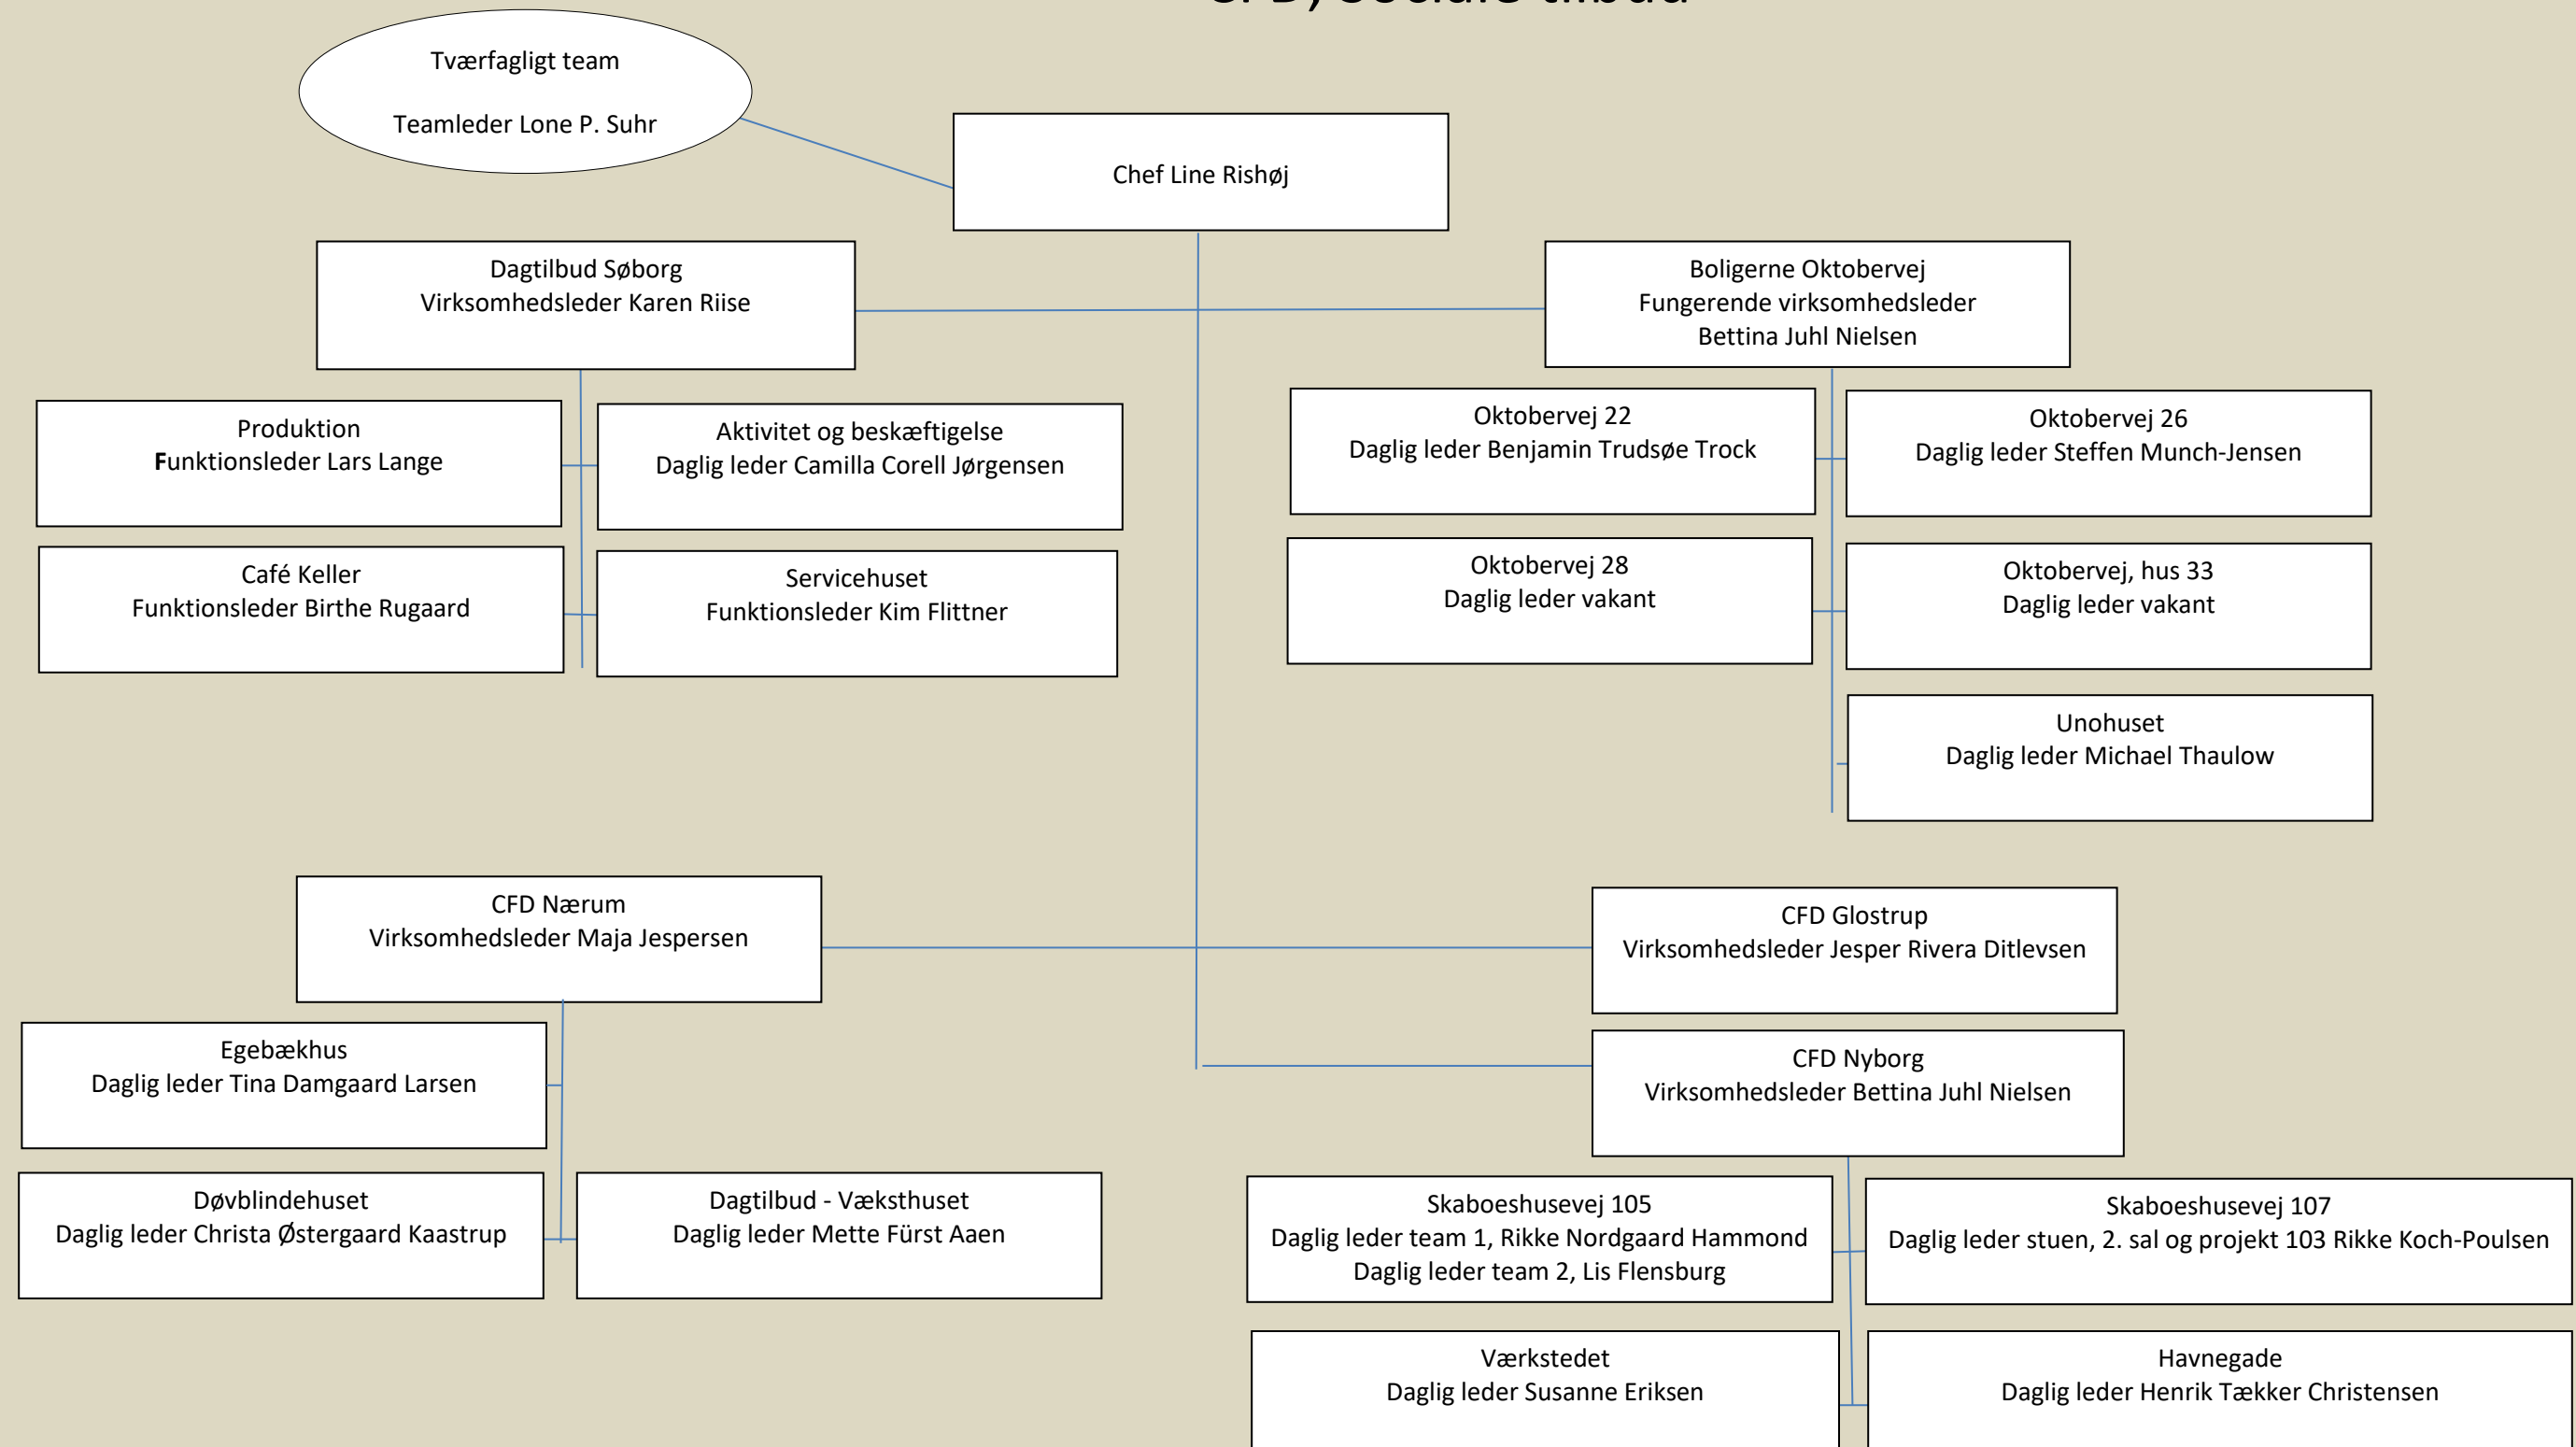 CFD, Sociale tilbud
Tværfagligt team
Teamleder Lone P. Suhr
Chef Line Rishøj
Dagtilbud Søborg
Virksomhedsleder Karen Riise
Boligerne Oktobervej
Fungerende virksomhedsleder
Bettina Juhl Nielsen
Produktion
Funktionsleder Lars Lange
Aktivitet og beskæftigelse
Daglig leder Camilla Corell Jørgensen
Oktobervej 22
Daglig leder Benjamin Trudsøe Trock
Oktobervej 26
Daglig leder Steffen Munch-Jensen
Café Keller
Funktionsleder Birthe Rugaard
Servicehuset
Funktionsleder Kim Flittner
Oktobervej 28
Daglig leder vakant
Oktobervej, hus 33
Daglig leder vakant
Unohuset
Daglig leder Michael Thaulow
CFD Nærum
Virksomhedsleder Maja Jespersen
CFD Glostrup
Virksomhedsleder Jesper Rivera Ditlevsen
Egebækhus
Daglig leder Tina Damgaard Larsen
CFD Nyborg
Virksomhedsleder Bettina Juhl Nielsen
Døvblindehuset
Daglig leder Christa Østergaard Kaastrup
Dagtilbud - Væksthuset
Daglig leder Mette Fürst Aaen
Skaboeshusevej 105
Daglig leder team 1, Rikke Nordgaard Hammond
Daglig leder team 2, Lis Flensburg
Skaboeshusevej 107
Daglig leder stuen, 2. sal og projekt 103 Rikke Koch-Poulsen
Værkstedet
Daglig leder Susanne Eriksen
Havnegade
Daglig leder Henrik Tækker Christensen